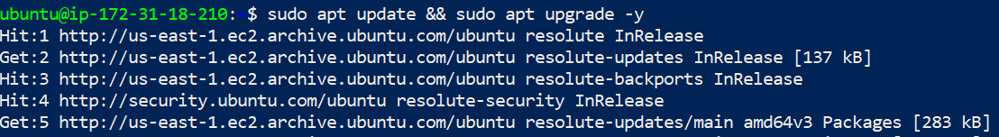 ubuntu@ip-172-31-18-210:~$ sudo apt update && sudo apt upgrade -y
Hit:1 http://us-east-1.ec2.archive.ubuntu.com/ubuntu resolute InRelease
Get:2 http://us-east-1.ec2.archive.ubuntu.com/ubuntu resolute-updates InRelease [137 kB]
Hit:3 http://us-east-1.ec2.archive.ubuntu.com/ubuntu resolute-backports InRelease
Hit:4 http://security.ubuntu.com/ubuntu resolute-security InRelease
Get:5 http://us-east-1.ec2.archive.ubuntu.com/ubuntu resolute-updates/main amd64v3 Packages [283 kB]